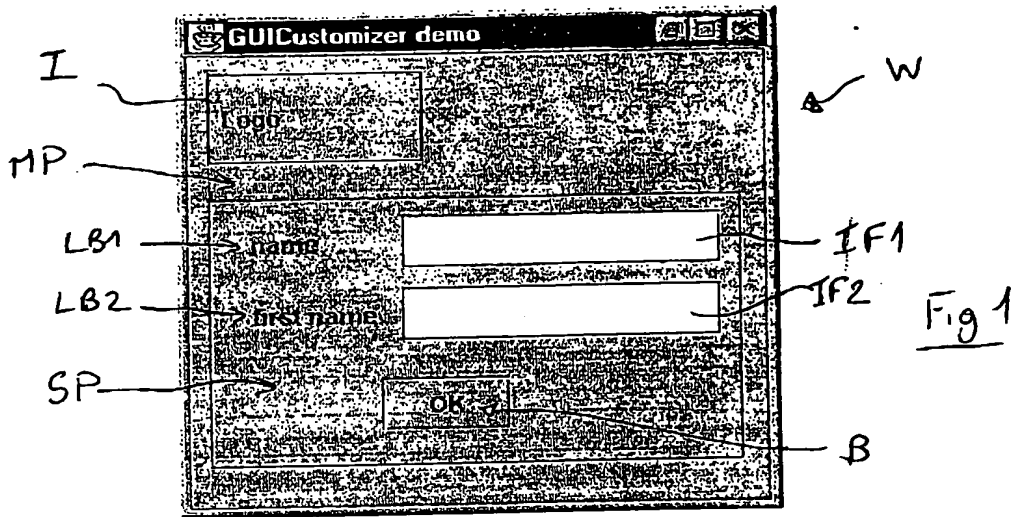 GUICustomizer demo
I
W
Logo
MP
LB1
name
IF1
LB2
first name
IF2
Fig 1
SP
OK
B